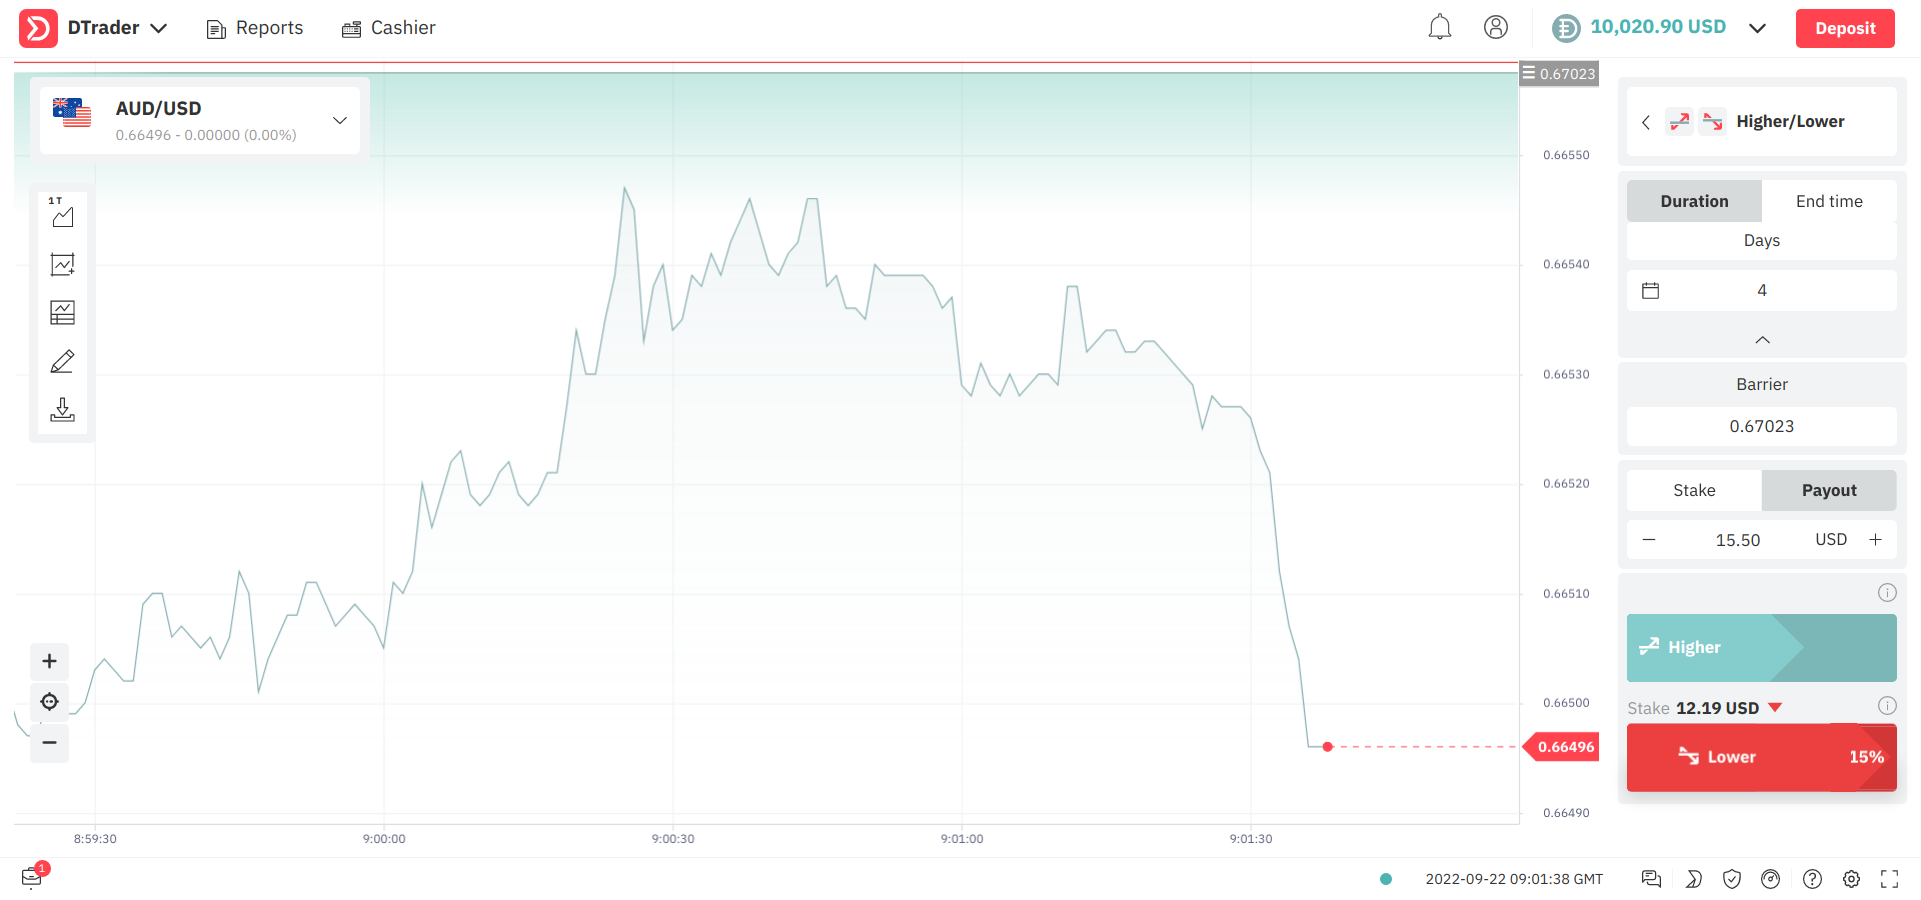 DTrader
Reports
Cashier
10,020.90 USD
Deposit
AUD/USD
0.66496 - 0.00000 (0.00%)
1 T
0.67023
0.66550
0.66540
0.66530
0.66520
0.66510
0.66500
0.66496
0.66490
8:59:30
9:00:00
9:00:30
9:01:00
9:01:30
Higher/Lower
Duration
End time
Days
4
Barrier
0.67023
Stake
Payout
15.50
USD
Higher
Stake 12.19 USD
Lower
15%
1
2022-09-22 09:01:38 GMT